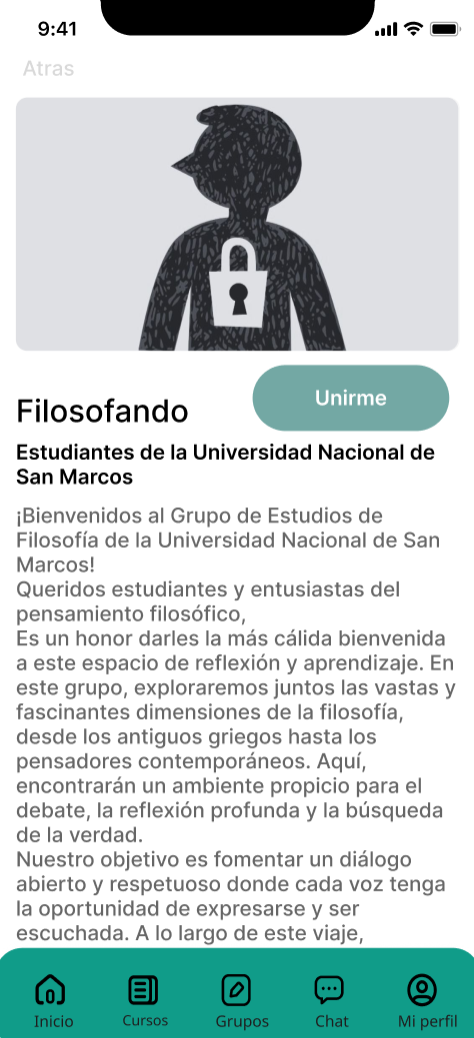 9:41
Atras
Unirme
Filosofando
Estudiantes de la Universidad Nacional de
San Marcos
¡Bienvenidos al Grupo de Estudios de
Filosofía de la Universidad Nacional de San
Marcos!
Queridos estudiantes y entusiastas del
pensamiento filosófico,
Es un honor darles la más cálida bienvenida
a este espacio de reflexión y aprendizaje. En
este grupo, exploraremos juntos las vastas y
fascinantes dimensiones de la filosofía,
desde los antiguos griegos hasta los
pensadores contemporáneos. Aquí,
encontrarán un ambiente propicio para el
debate, la reflexión profunda y la búsqueda
de la verdad.
Nuestro objetivo es fomentar un diálogo
abierto y respetuoso donde cada voz tenga
la oportunidad de expresarse y ser
escuchada. A lo largo de este viaje,
Inicio
Cursos
Grupos
Chat
Mi perfil